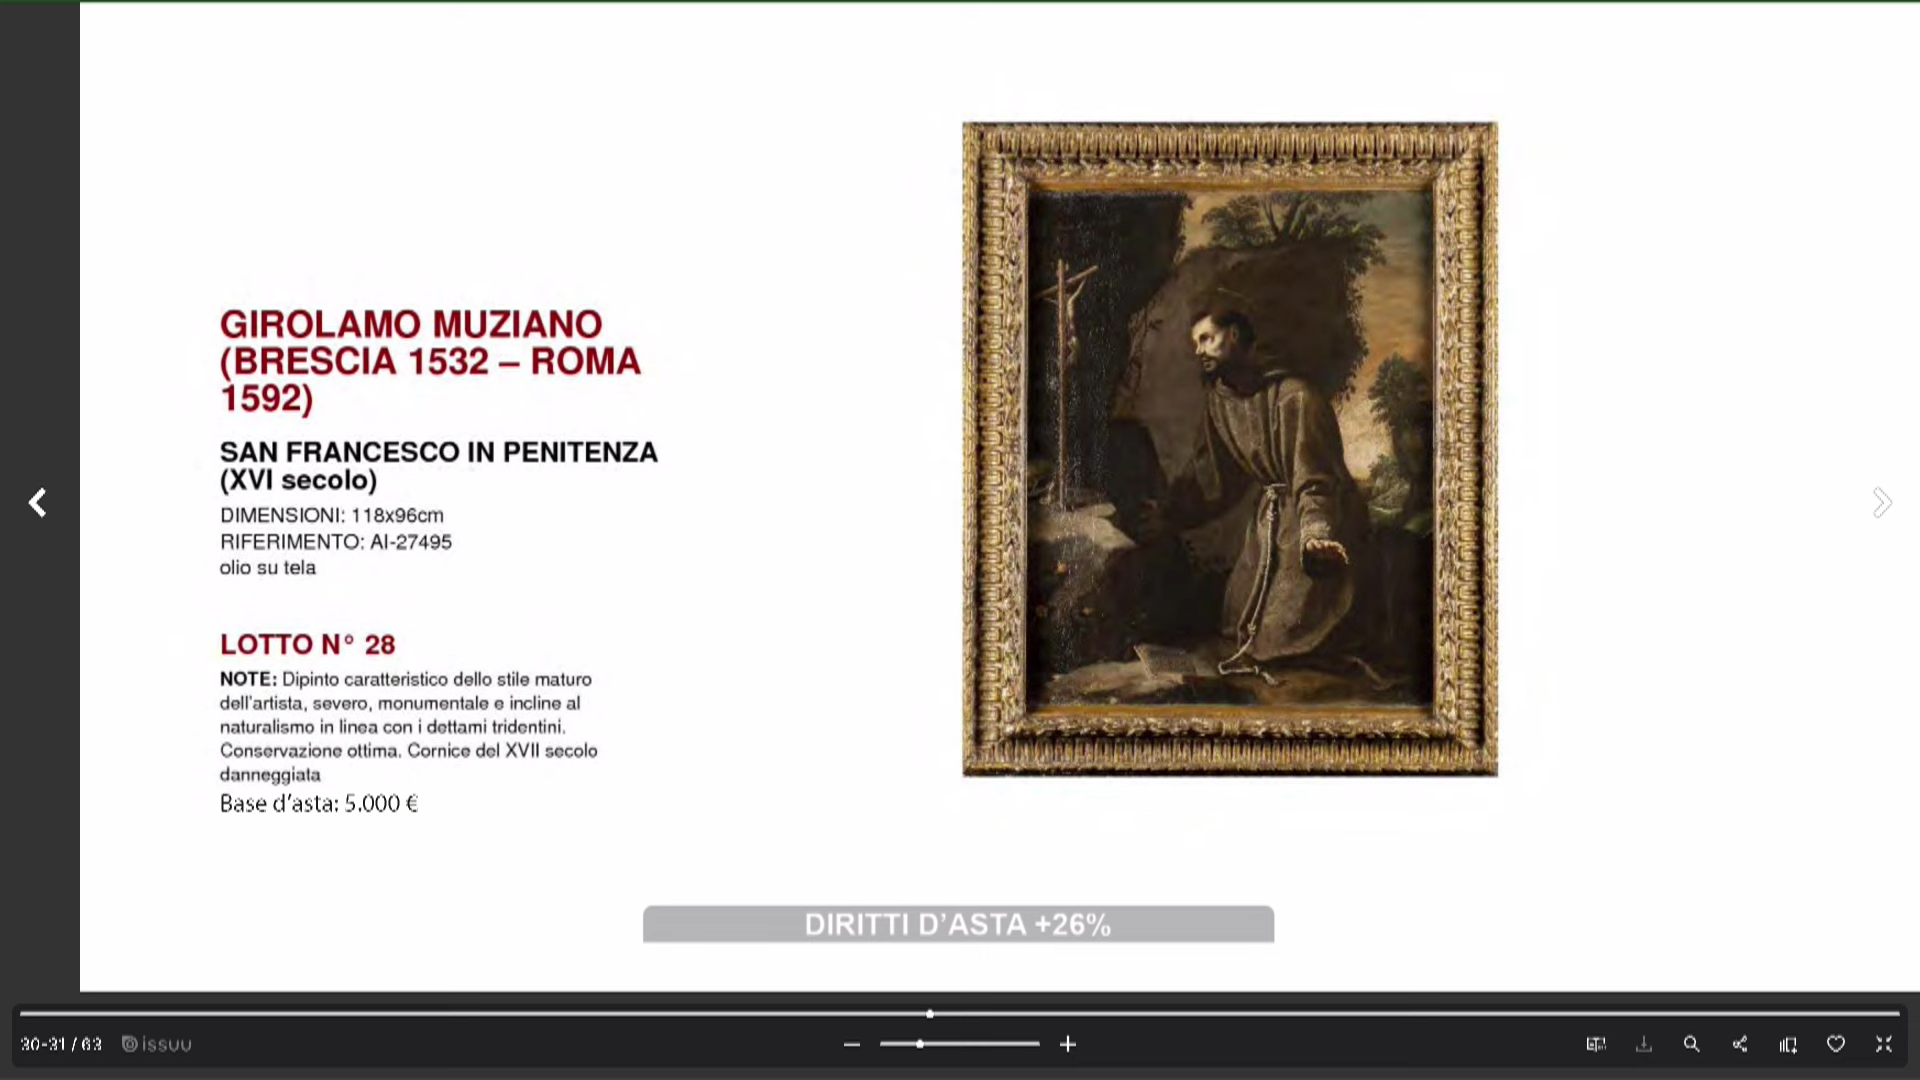 GIROLAMO MUZIANO
(BRESCIA 1532 – ROMA
1592)
SAN FRANCESCO IN PENITENZA
(XVI secolo)
DIMENSIONI: 118x96cm
RIFERIMENTO: AI-27495
olio su tela
LOTTO N° 28
NOTE: Dipinto caratteristico dello stile maturo
dell'artista, severo, monumentale e incline al
naturalismo in linea con i dettami tridentini.
Conservazione ottima. Cornice del XVII secolo
danneggiata
Base d'asta: 5.000 €
DIRITTI D'ASTA +26%
30-31 / 63 issuu